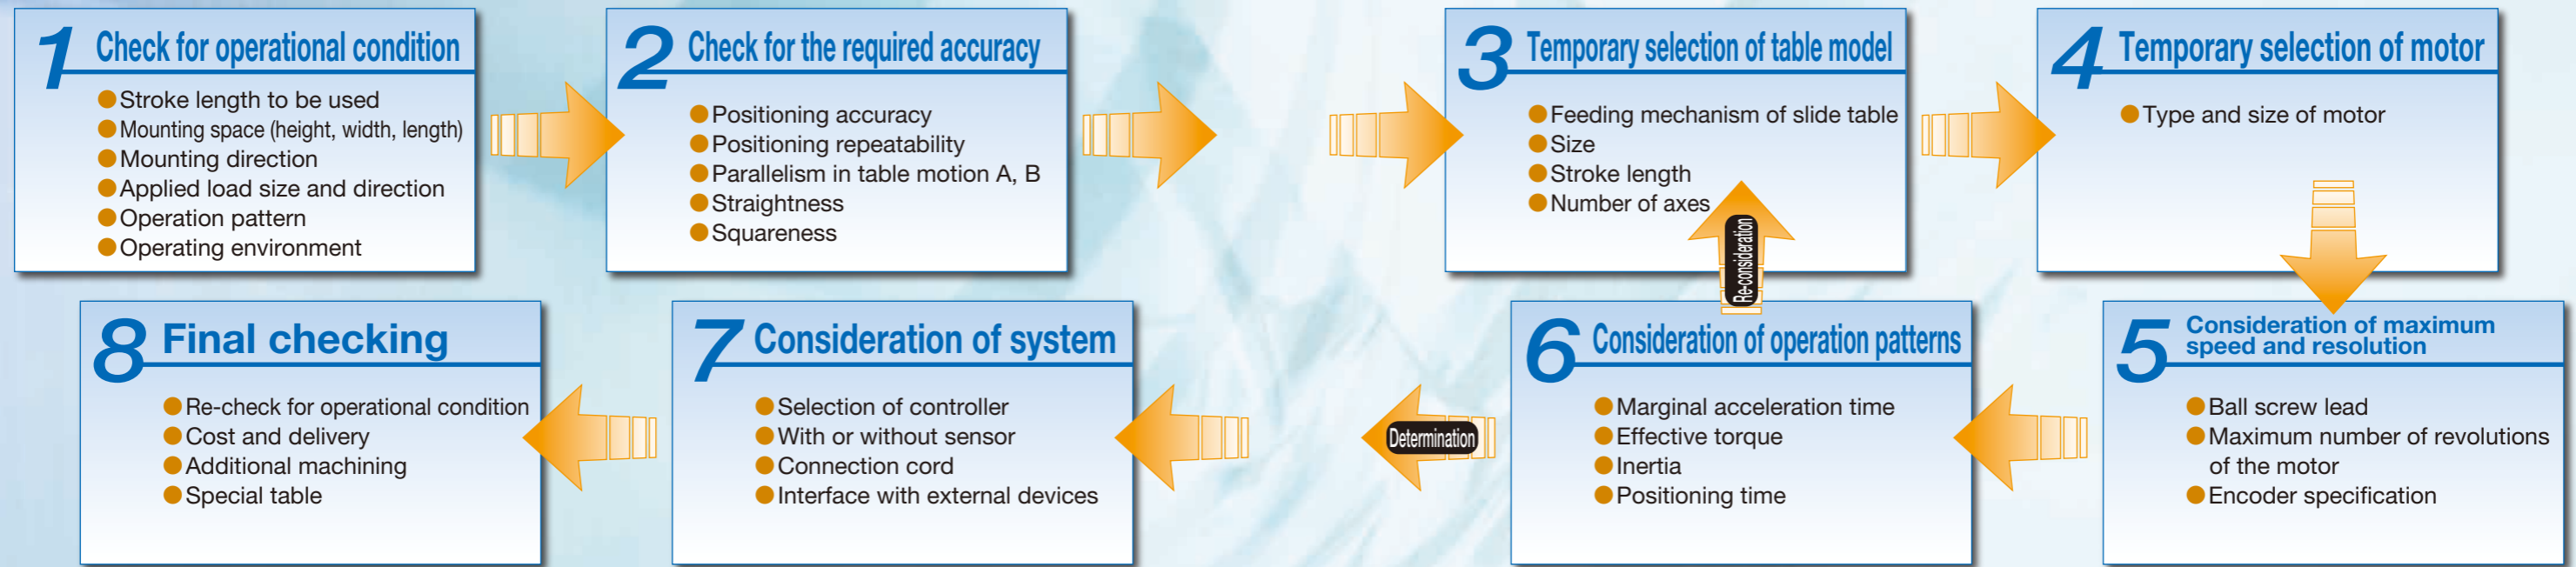 1 Check for operational condition
●Stroke length to be used
●Mounting space (height, width, length)
●Mounting direction
●Applied load size and direction
●Operation pattern
●Operating environment
2 Check for the required accuracy
●Positioning accuracy
●Positioning repeatability
●Parallelism in table motion A, B
●Straightness
●Squareness
3 Temporary selection of table model
●Feeding mechanism of slide table
●Size
●Stroke length
●Number of axes
4 Temporary selection of motor
●Type and size of motor
5 Consideration of maximum
speed and resolution
●Ball screw lead
●Maximum number of revolutions
of the motor
●Encoder specification
6 Consideration of operation patterns
●Marginal acceleration time
●Effective torque
●Inertia
●Positioning time
Re-consideration
Determination
7 Consideration of system
●Selection of controller
●With or without sensor
●Connection cord
●Interface with external devices
8 Final checking
●Re-check for operational condition
●Cost and delivery
●Additional machining
●Special table